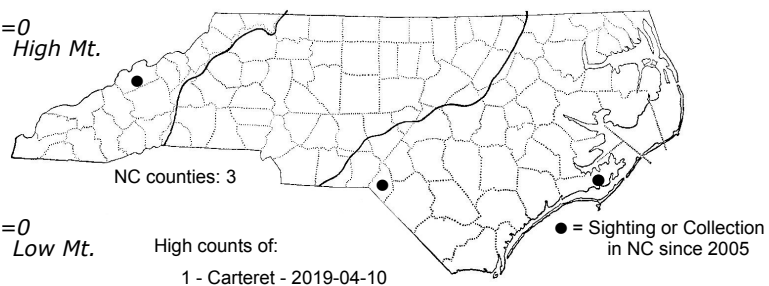 =0
High Mt.
NC counties: 3
=0
Low Mt.
High counts of:
1 - Carteret - 2019-04-10
● = Sighting or Collection
in NC since 2005